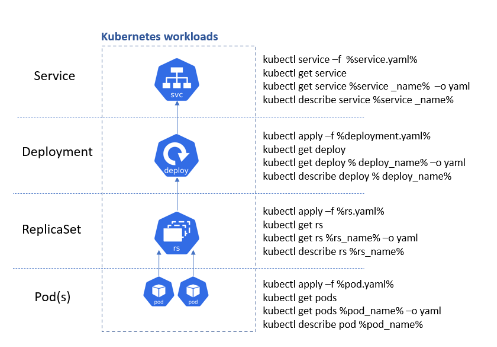 Kubernetes workloads
Service
svc
kubectl service –f %service.yaml%
kubectl get service
kubectl get service %service _name% –o yaml
kubectl describe service %service _name%
Deployment
deploy
kubectl apply –f %deployment.yaml%
kubectl get deploy
kubectl get deploy % deploy_name% –o yaml
kubectl describe deploy % deploy_name%
ReplicaSet
rs
kubectl apply –f %rs.yaml%
kubectl get rs
kubectl get rs %rs_name% –o yaml
kubectl describe rs %rs_name%
Pod(s)
pod
pod
kubectl apply –f %pod.yaml%
kubectl get pods
kubectl get pods %pod_name% –o yaml
kubectl describe pod %pod_name%